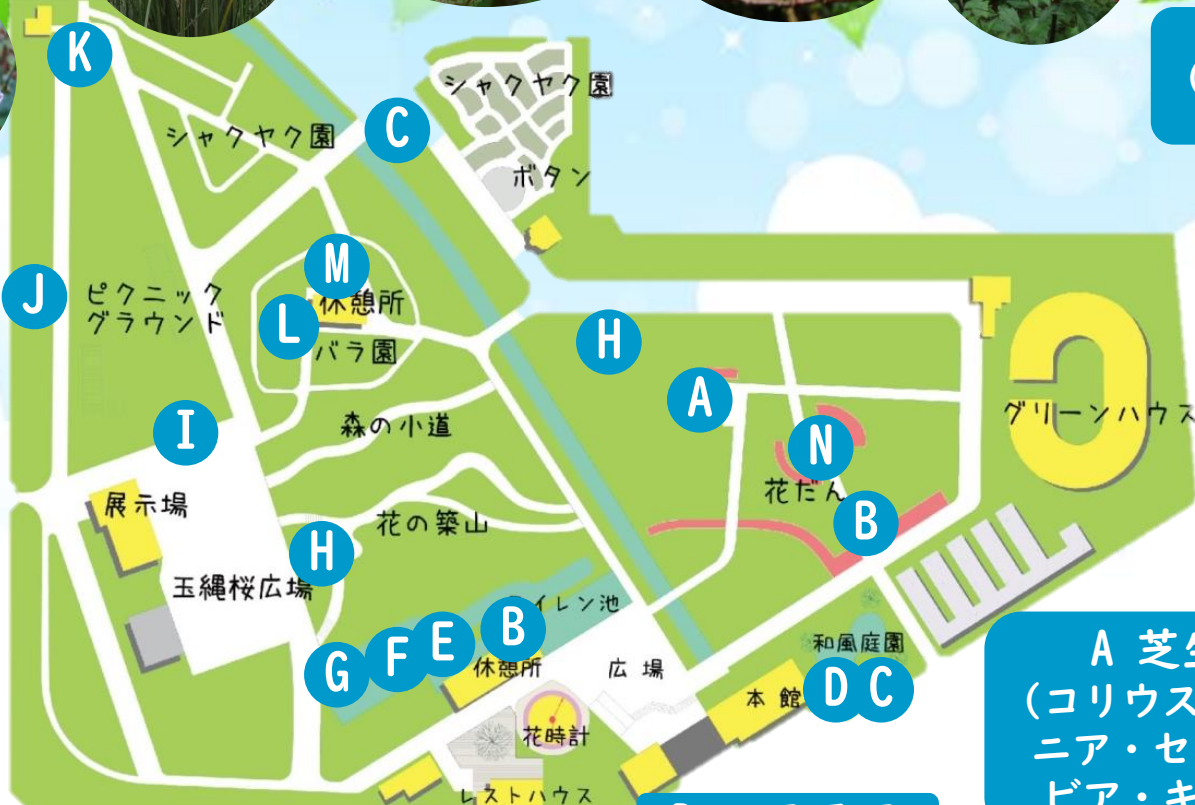 K
シャクヤク園
シャクヤク園
C
ボタン
M
休憩所
L
バラ園
J
ピクニック
グラウンド
H
A
I
森の小道
グリーンハウス
N
花だん
B
展示場
花の築山
H
玉縄桜広場
イレン池
B
E
F
G
休憩所
広場
和風庭園
D
C
本館
花時計
レストハウス
A 芝生
(コリウス
ニア・セ
ビア・キ